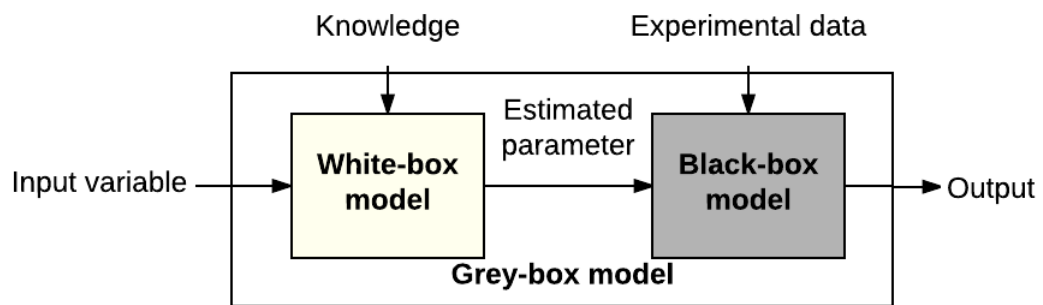 Knowledge
Experimental data
Estimated
parameter
White-box
model
Black-box
model
Input variable
Output
Grey-box model